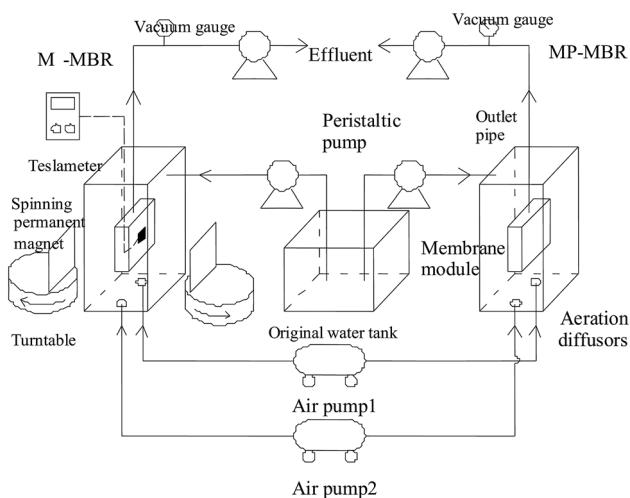 Vacuum gauge
Vacuum gauge
M -MBR
Effluent
MP-MBR
Outlet
pipe
Peristaltic
pump
Teslameter
Spinning
permanent
magnet
Membrane
module
Turntable
Original water tank
Aeration
diffusors
Air pump1
Air pump2